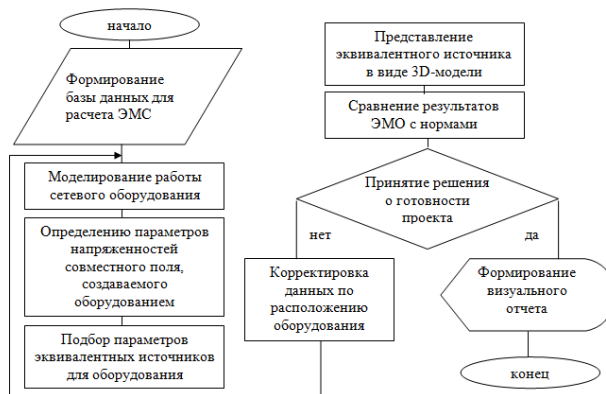 начало
Формирование
базы данных для
расчета ЭМС
Моделирование работы
сетевого оборудования
Определению параметров
напряженностей
совместного поля,
создаваемого
оборудованием
Подбор параметров
эквивалентных источников
для оборудования
Представление
эквивалентного источника
в виде 3D-модели
Сравнение результатов
ЭМО с нормами
Принятие решения
о готовности
проекта
нет
да
Корректировка
данных по
расположению
оборудования
Формирование
визуального
отчета
конец